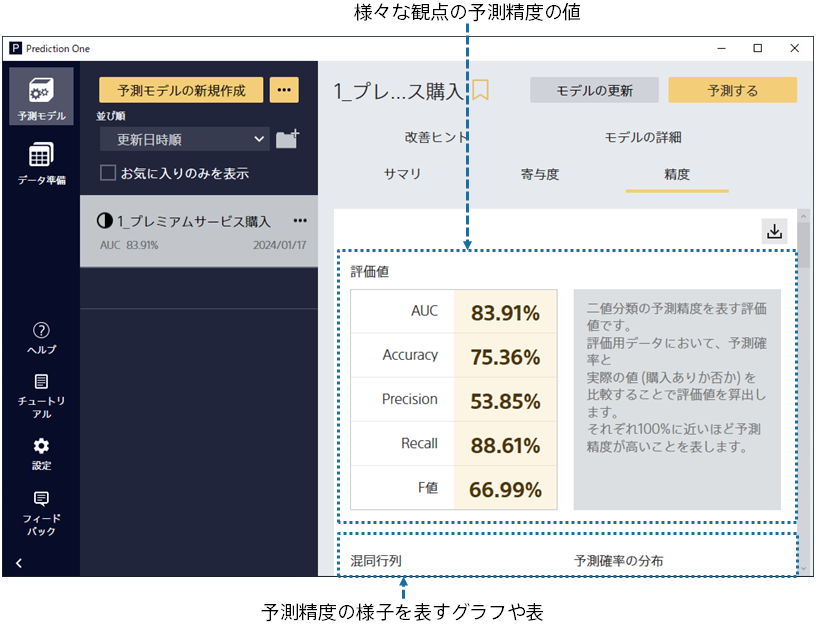 様々な観点の予測精度の値
P Prediction One
予測モデル
データ準備
ヘルプ
チュートリ
アル
設定
フィード
バック
予測モデルの新規作成
並び順
更新日時順
お気に入りのみを表示
1_プレミアムサービス購入
AUC 83.91% 2024/01/17
1_プレ...ス購入
モデルの更新
予測する
改善ヒント
モデルの詳細
サマリ
寄与度
精度
評価値
AUC 83.91%
Accuracy 75.36%
Precision 53.85%
Recall 88.61%
F値 66.99%
二値分類の予測精度を表す評価
値です。
評価用データにおいて、予測確
率と
実際の値 (購入ありか否か) を
比較することで評価値を算出し
ます。
それぞれ100%に近いほど予測
精度が高いことを表します。
混同行列
予測確率の分布
予測精度の様子を表すグラフや表